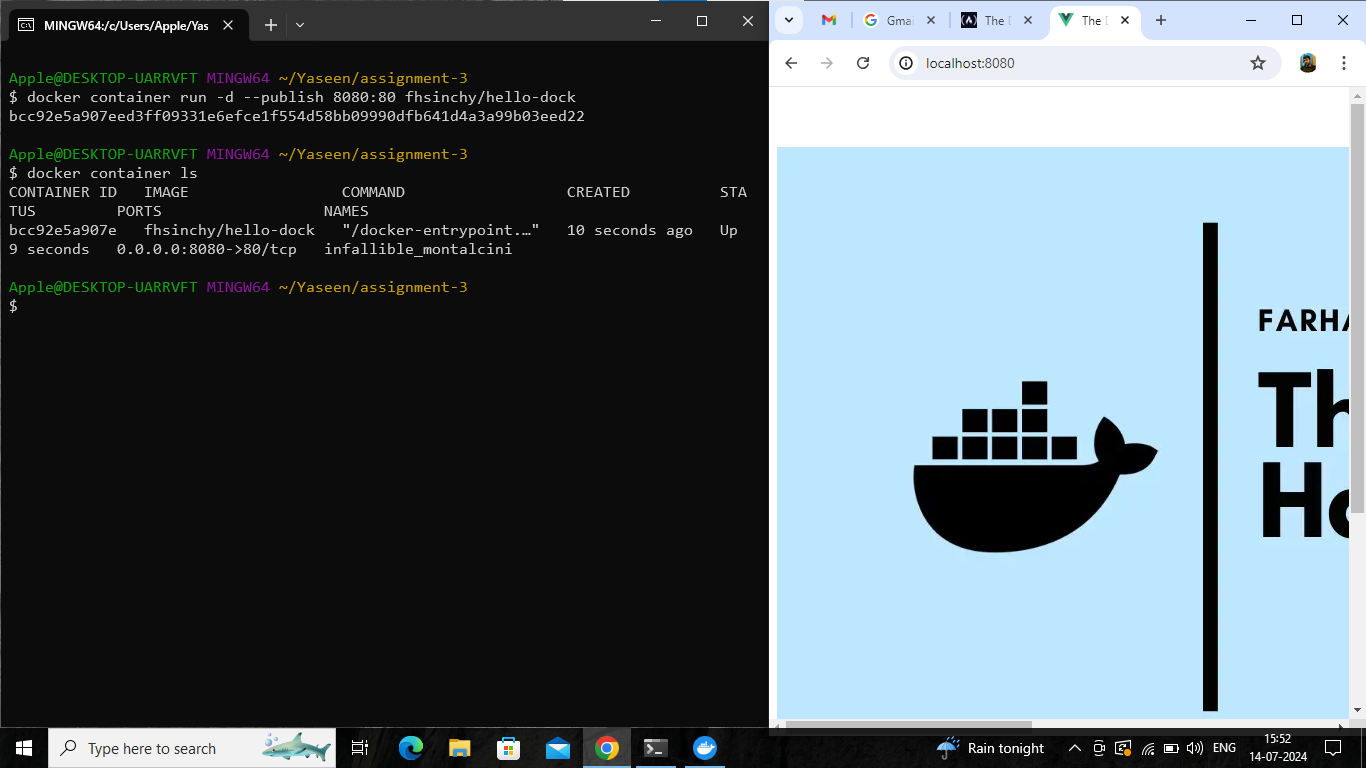 MINGW64:/c/Users/Apple/Yas
Apple@DESKTOP-UARRVFT MINGW64 ~/Yaseen/assignment-3
$ docker container run -d --publish 8080:80 fhsinchy/hello-dock
bcc92e5a907eed3ff09331e6efce1f554d58bb09990dfb641d4a3a99b03eed22
Apple@DESKTOP-UARRVFT MINGW64 ~/Yaseen/assignment-3
$ docker container ls
CONTAINER ID   IMAGE                 COMMAND                  CREATED          STA
TUS         PORTS                  NAMES
bcc92e5a907e   fhsinchy/hello-dock   "/docker-entrypoint.…"   10 seconds ago   Up
9 seconds   0.0.0.0:8080->80/tcp   infallible_montalcini
Apple@DESKTOP-UARRVFT MINGW64 ~/Yaseen/assignment-3
$
Gmai
The
The
localhost:8080
FARHA
Th
Ha
Type here to search
Rain tonight
ENG
15:52
14-07-2024